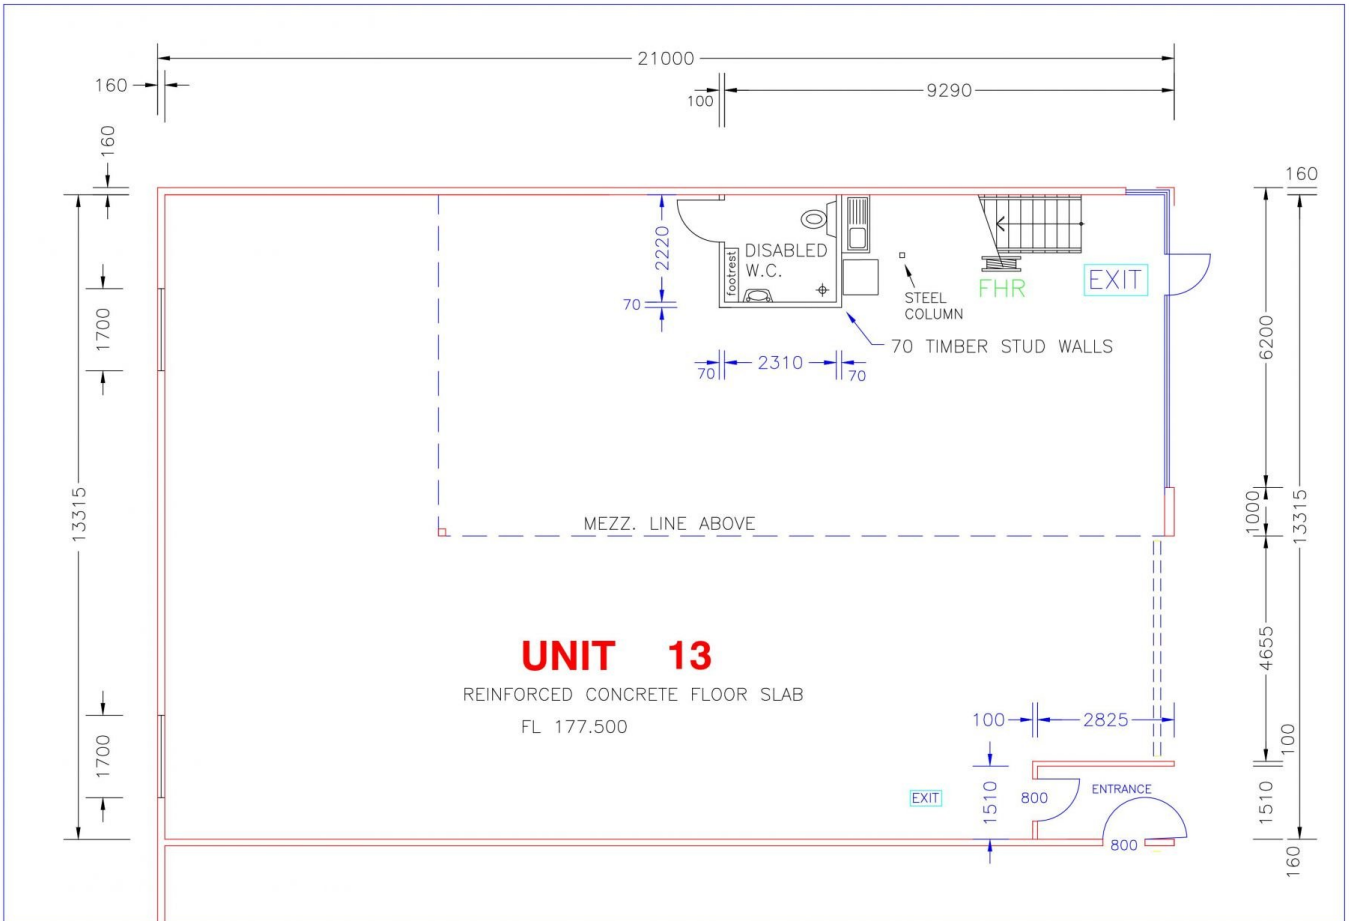 21000
160
100
9290
160
160
2220
DISABLED
W.C.
footrest
70
STEEL
COLUMN
FHR
EXIT
70 TIMBER STUD WALLS
70
2310
70
1700
6200
13315
MEZZ. LINE ABOVE
1000
13315
UNIT 13
REINFORCED CONCRETE FLOOR SLAB
FL 177.500
4655
100
2825
100
1700
EXIT
1510
800
ENTRANCE
800
1510
160